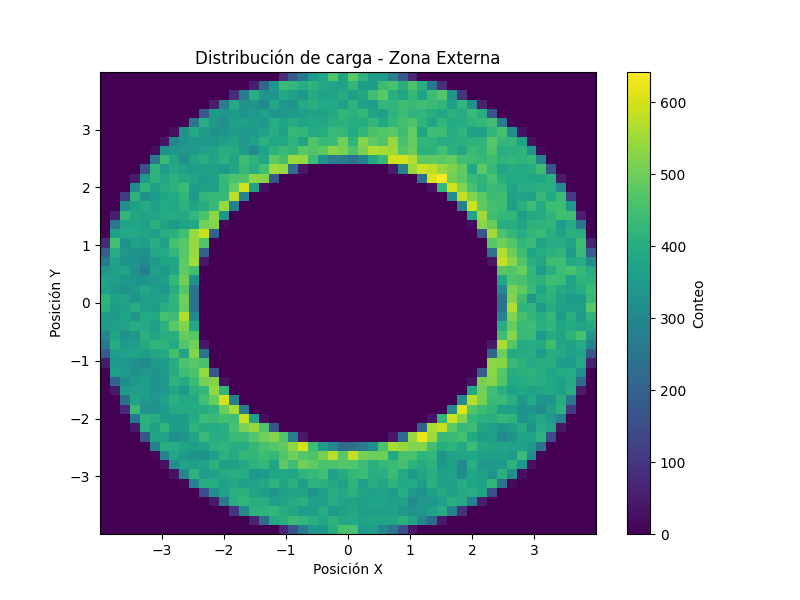 Distribución de carga - Zona Externa
3
2
1
0
−1
−2
−3
Posición Y
−3 −2 −1 0 1 2 3
Posición X
600
500
400
300
200
100
0
Conteo